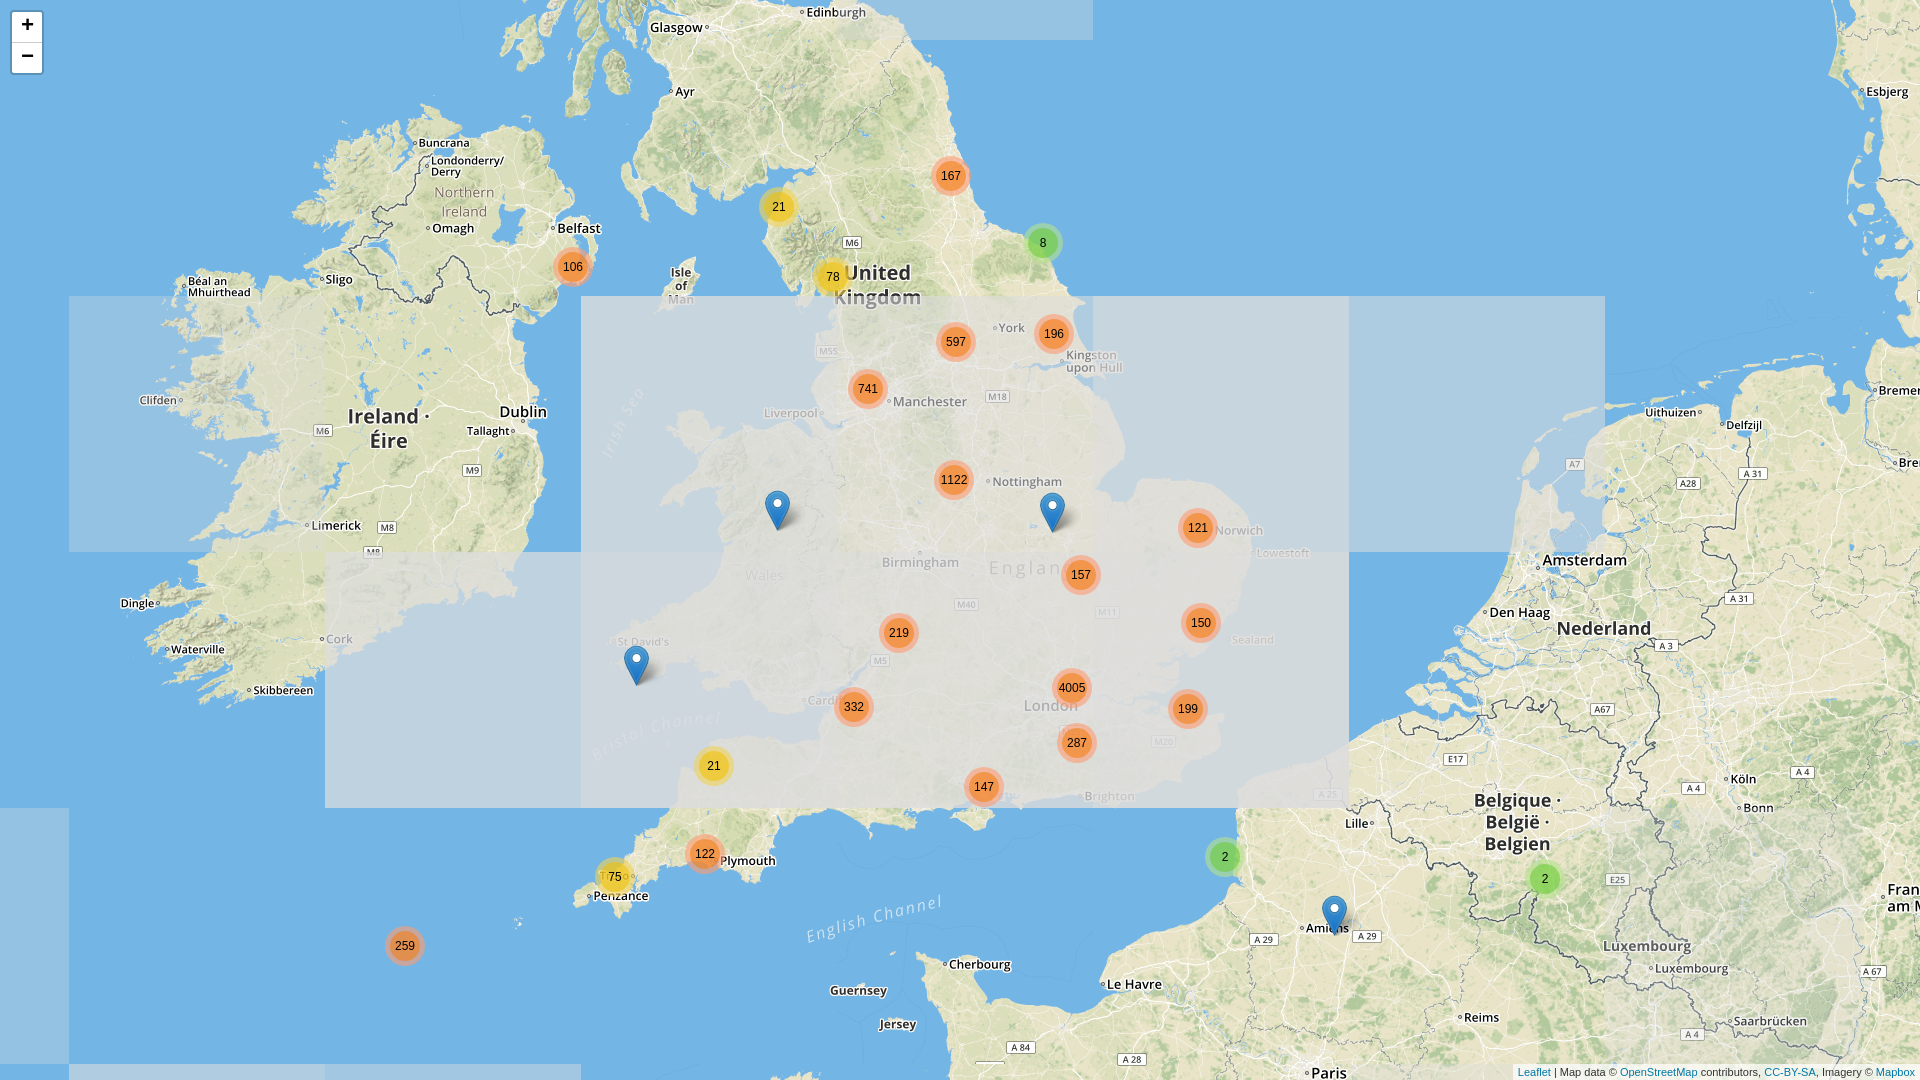 +
−
Edinburgh
Glasgow
Ayr
Esbjerg
Buncrana
Londonderry/
Derry
Northern
Ireland
Omagh
Belfast
167
21
8
M6
106
78
United
Kingdom
Isle
of
Man
Sligo
Béal an
Mhuirthead
York
196
597
M55
Kingston
upon Hull
741
Manchester
M18
Liverpool
Irish Sea
Clifden
Ireland ·
Éire
Dublin
Tallaght
M6
M9
Uithuizen
Delfzijl
A7
A 31
A28
1122
Nottingham
Limerick
M8
M8
121
Norwich
Lowestoft
Birmingham
England
157
Wales
Amsterdam
Dingle
M40
M11
A 31
Den Haag
Nederland
219
150
Cork
St David's
Sealand
Waterville
M5
A 3
Skibbereen
4005
London
Cardiff
332
199
A67
Bristol Channel
287
M20
E17
21
147
Brighton
A 25
A 4
A 4
Köln
Bonn
Belgique ·
België ·
Belgien
Lille
122
Plymouth
2
75
Penzance
2
E25
English Channel
Amiens
A 29
A 29
259
Luxembourg
Luxembourg
A 67
Cherbourg
Guernsey
Le Havre
Jersey
Reims
Saarbrücken
A 84
A 28
A 4
Paris
Leaflet | Map data © OpenStreetMap contributors, CC-BY-SA, Imagery © Mapbox